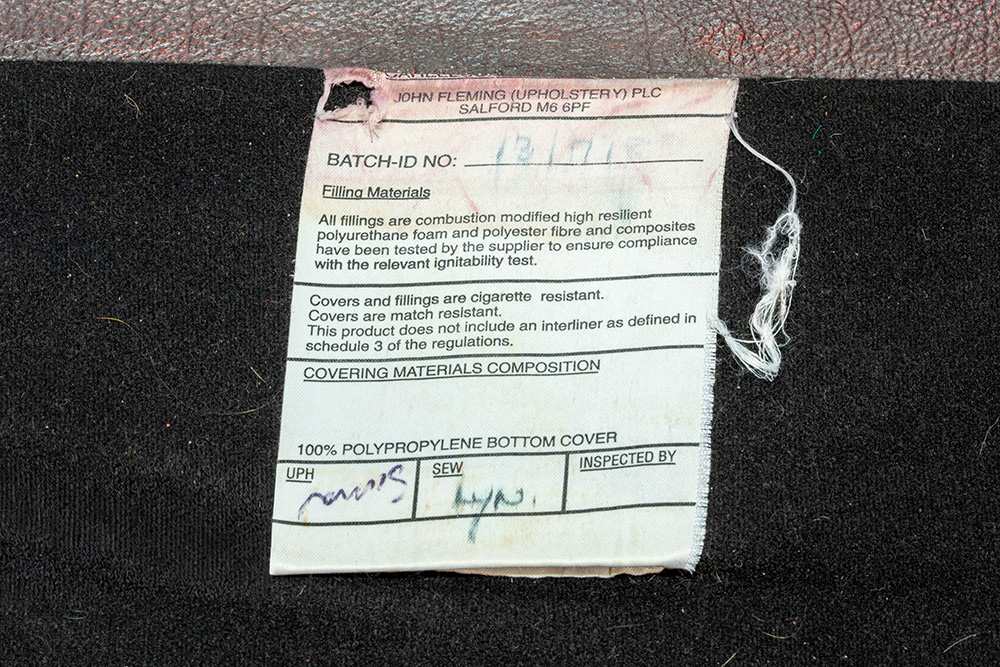 JOHN FLEMING (UPHOLSTERY) PLC
SALFORD M6 6PF
BATCH-ID NO:
Filling Materials
All fillings are combustion modified high resilient
polyurethane foam and polyester fibre and composites
have been tested by the supplier to ensure compliance
with the relevant ignitability test.
Covers and fillings are cigarette resistant.
Covers are match resistant.
This product does not include an interliner as defined in
schedule 3 of the regulations.
COVERING MATERIALS COMPOSITION
100% POLYPROPYLENE BOTTOM COVER
UPH
SEW
INSPECTED BY